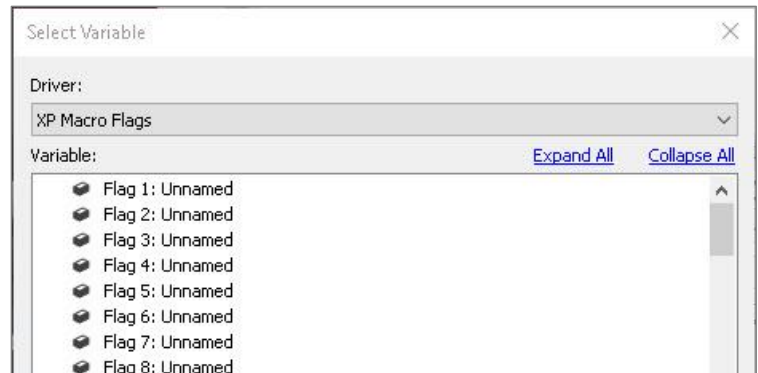 Select Variable
Driver:
XP Macro Flags
Variable: Expand All Collapse All
Flag 1: Unnamed
Flag 2: Unnamed
Flag 3: Unnamed
Flag 4: Unnamed
Flag 5: Unnamed
Flag 6: Unnamed
Flag 7: Unnamed
Flag 8: Unnamed